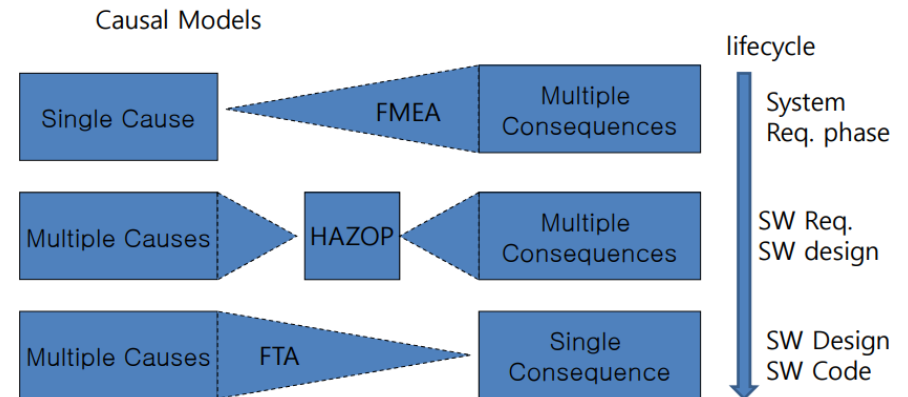 Causal Models
lifecycle
Single Cause
FMEA
Multiple
Consequences
System
Req. phase
Multiple Causes
HAZOP
Multiple
Consequences
SW Req.
SW design
Multiple Causes
FTA
Single
Consequence
SW Design
SW Code